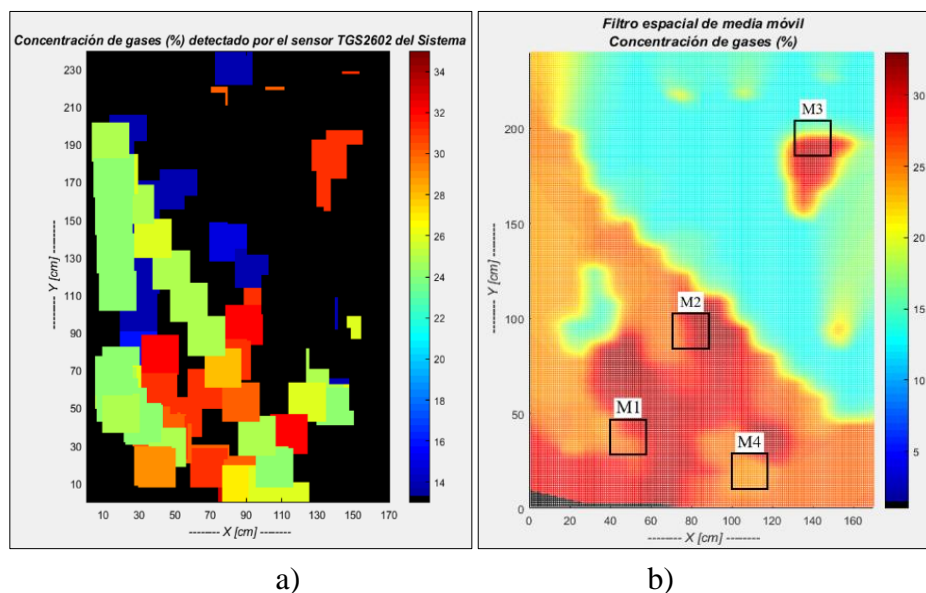 Concentración de gases (%) detectado por el sensor TGS2602 del Sistema
230
210
190
170
150
130
110
90
70
50
30
10
-------- Y [cm] --------
10 30 50 70 90 110 130 150 170
-------- X [cm] --------
34
32
30
28
26
24
22
20
18
16
14
a)
Filtro espacial de media móvil
Concentración de gases (%)
200
150
100
50
0
-------- Y [cm] --------
0 20 40 60 80 100 120 140 160
-------- X [cm] --------
M3
M2
M1
M4
30
25
20
15
10
5
b)